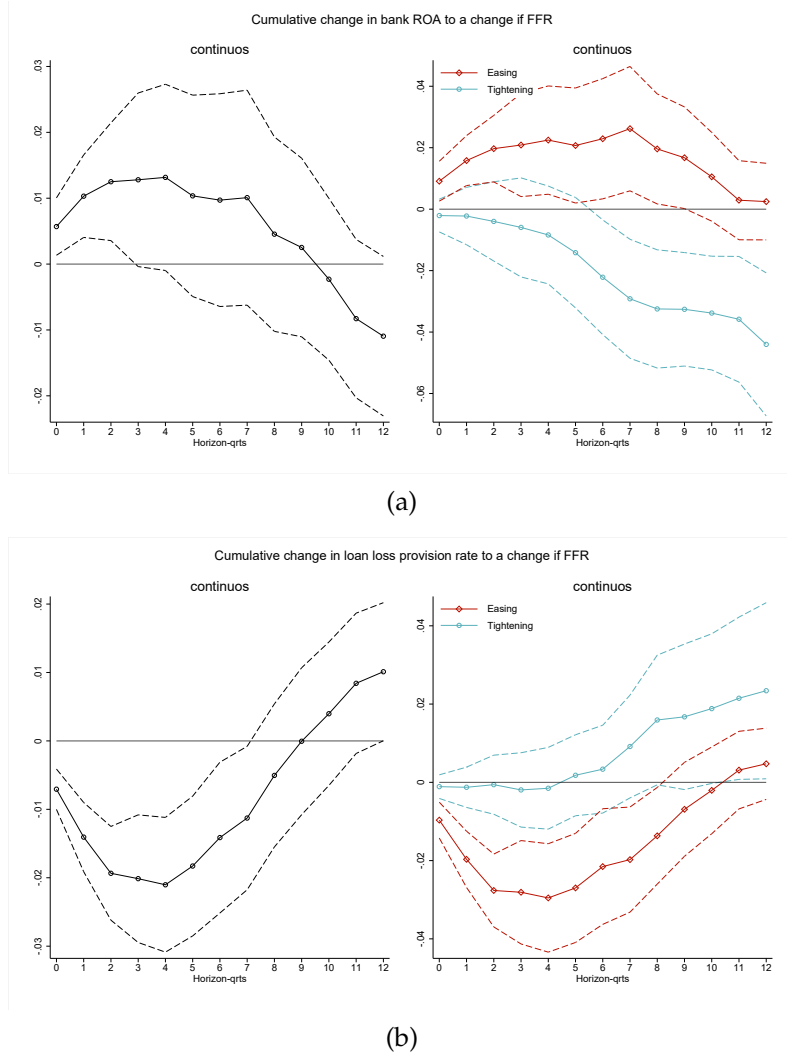 Cumulative change in bank ROA to a change if FFR
continuos
.03
.02
.01
0
-.01
-.02
0 1 2 3 4 5 6 7 8 9 10 11 12
Horizon-qrts
continuos
Easing
Tightening
.04
.02
0
-.02
-.04
-.06
0 1 2 3 4 5 6 7 8 9 10 11 12
Horizon-qrts
(a)
Cumulative change in loan loss provision rate to a change if FFR
continuos
.02
.01
0
-.01
-.02
-.03
0 1 2 3 4 5 6 7 8 9 10 11 12
Horizon-qrts
continuos
Easing
Tightening
.04
.02
0
-.02
-.04
0 1 2 3 4 5 6 7 8 9 10 11 12
Horizon-qrts
(b)